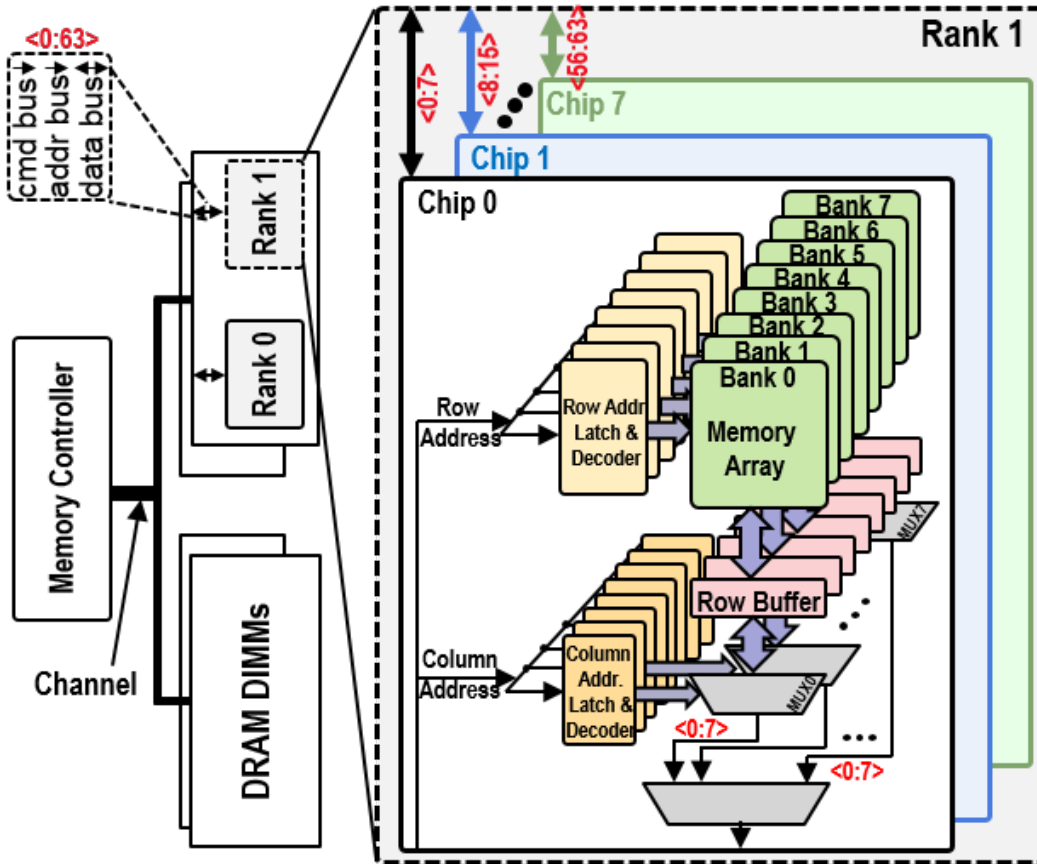 <0:63>
cmd bus
addr bus
data bus
Rank 1
Rank 0
Memory Controller
Channel
DRAM DIMMs
Rank 1
<0:7>
<8:15>
<56:63>
Chip 7
Chip 1
Chip 0
Bank 7
Bank 6
Bank 5
Bank 4
Bank 3
Bank 2
Bank 1
Bank 0
Memory
Array
Row
Address
Row Addr
Latch &
Decoder
MUX7
Row Buffer
Column
Address
Column
Addr.
Latch &
Decoder
MUX0
<0:7>
<0:7>